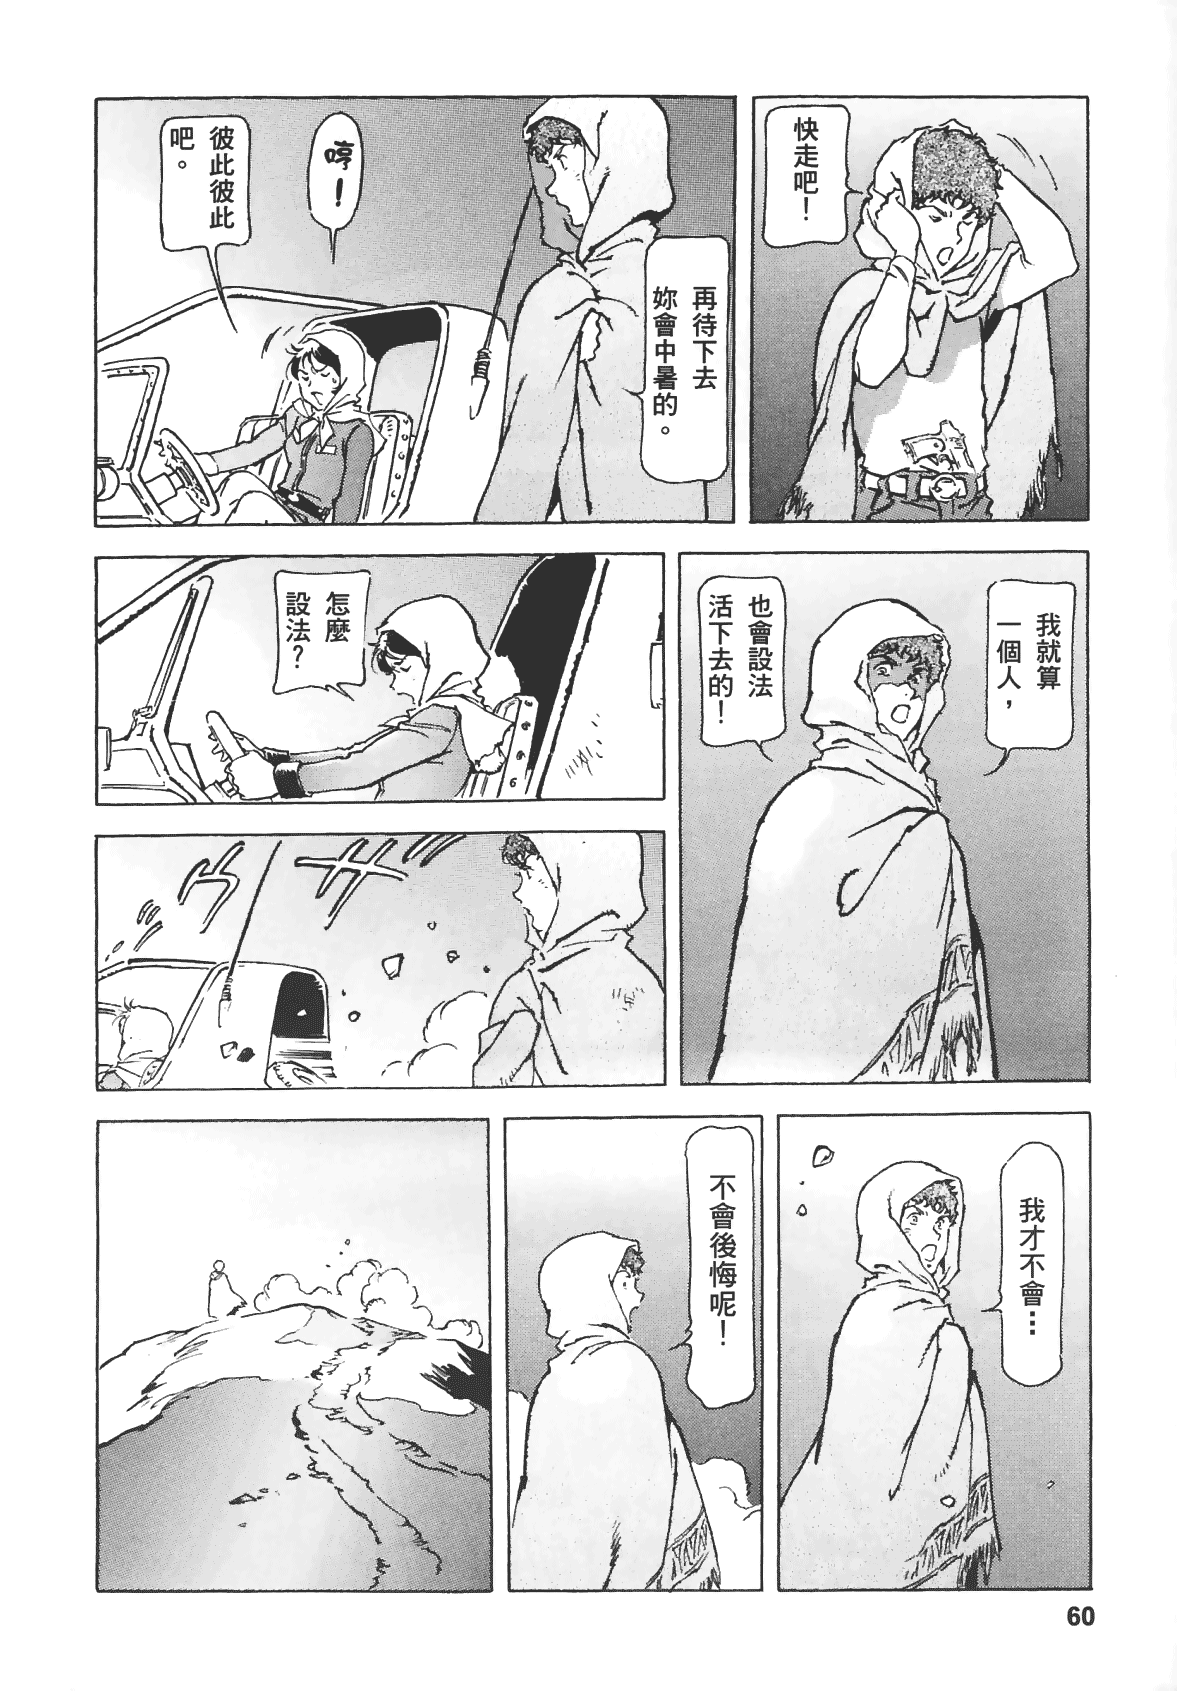 快走吧！
再待下去
妳會中暑的。
哼！
彼此彼此
吧。
我就算
一個人，
也會設法
活下去的！
怎麼
設法？
我才不會…
不會後悔呢！
60